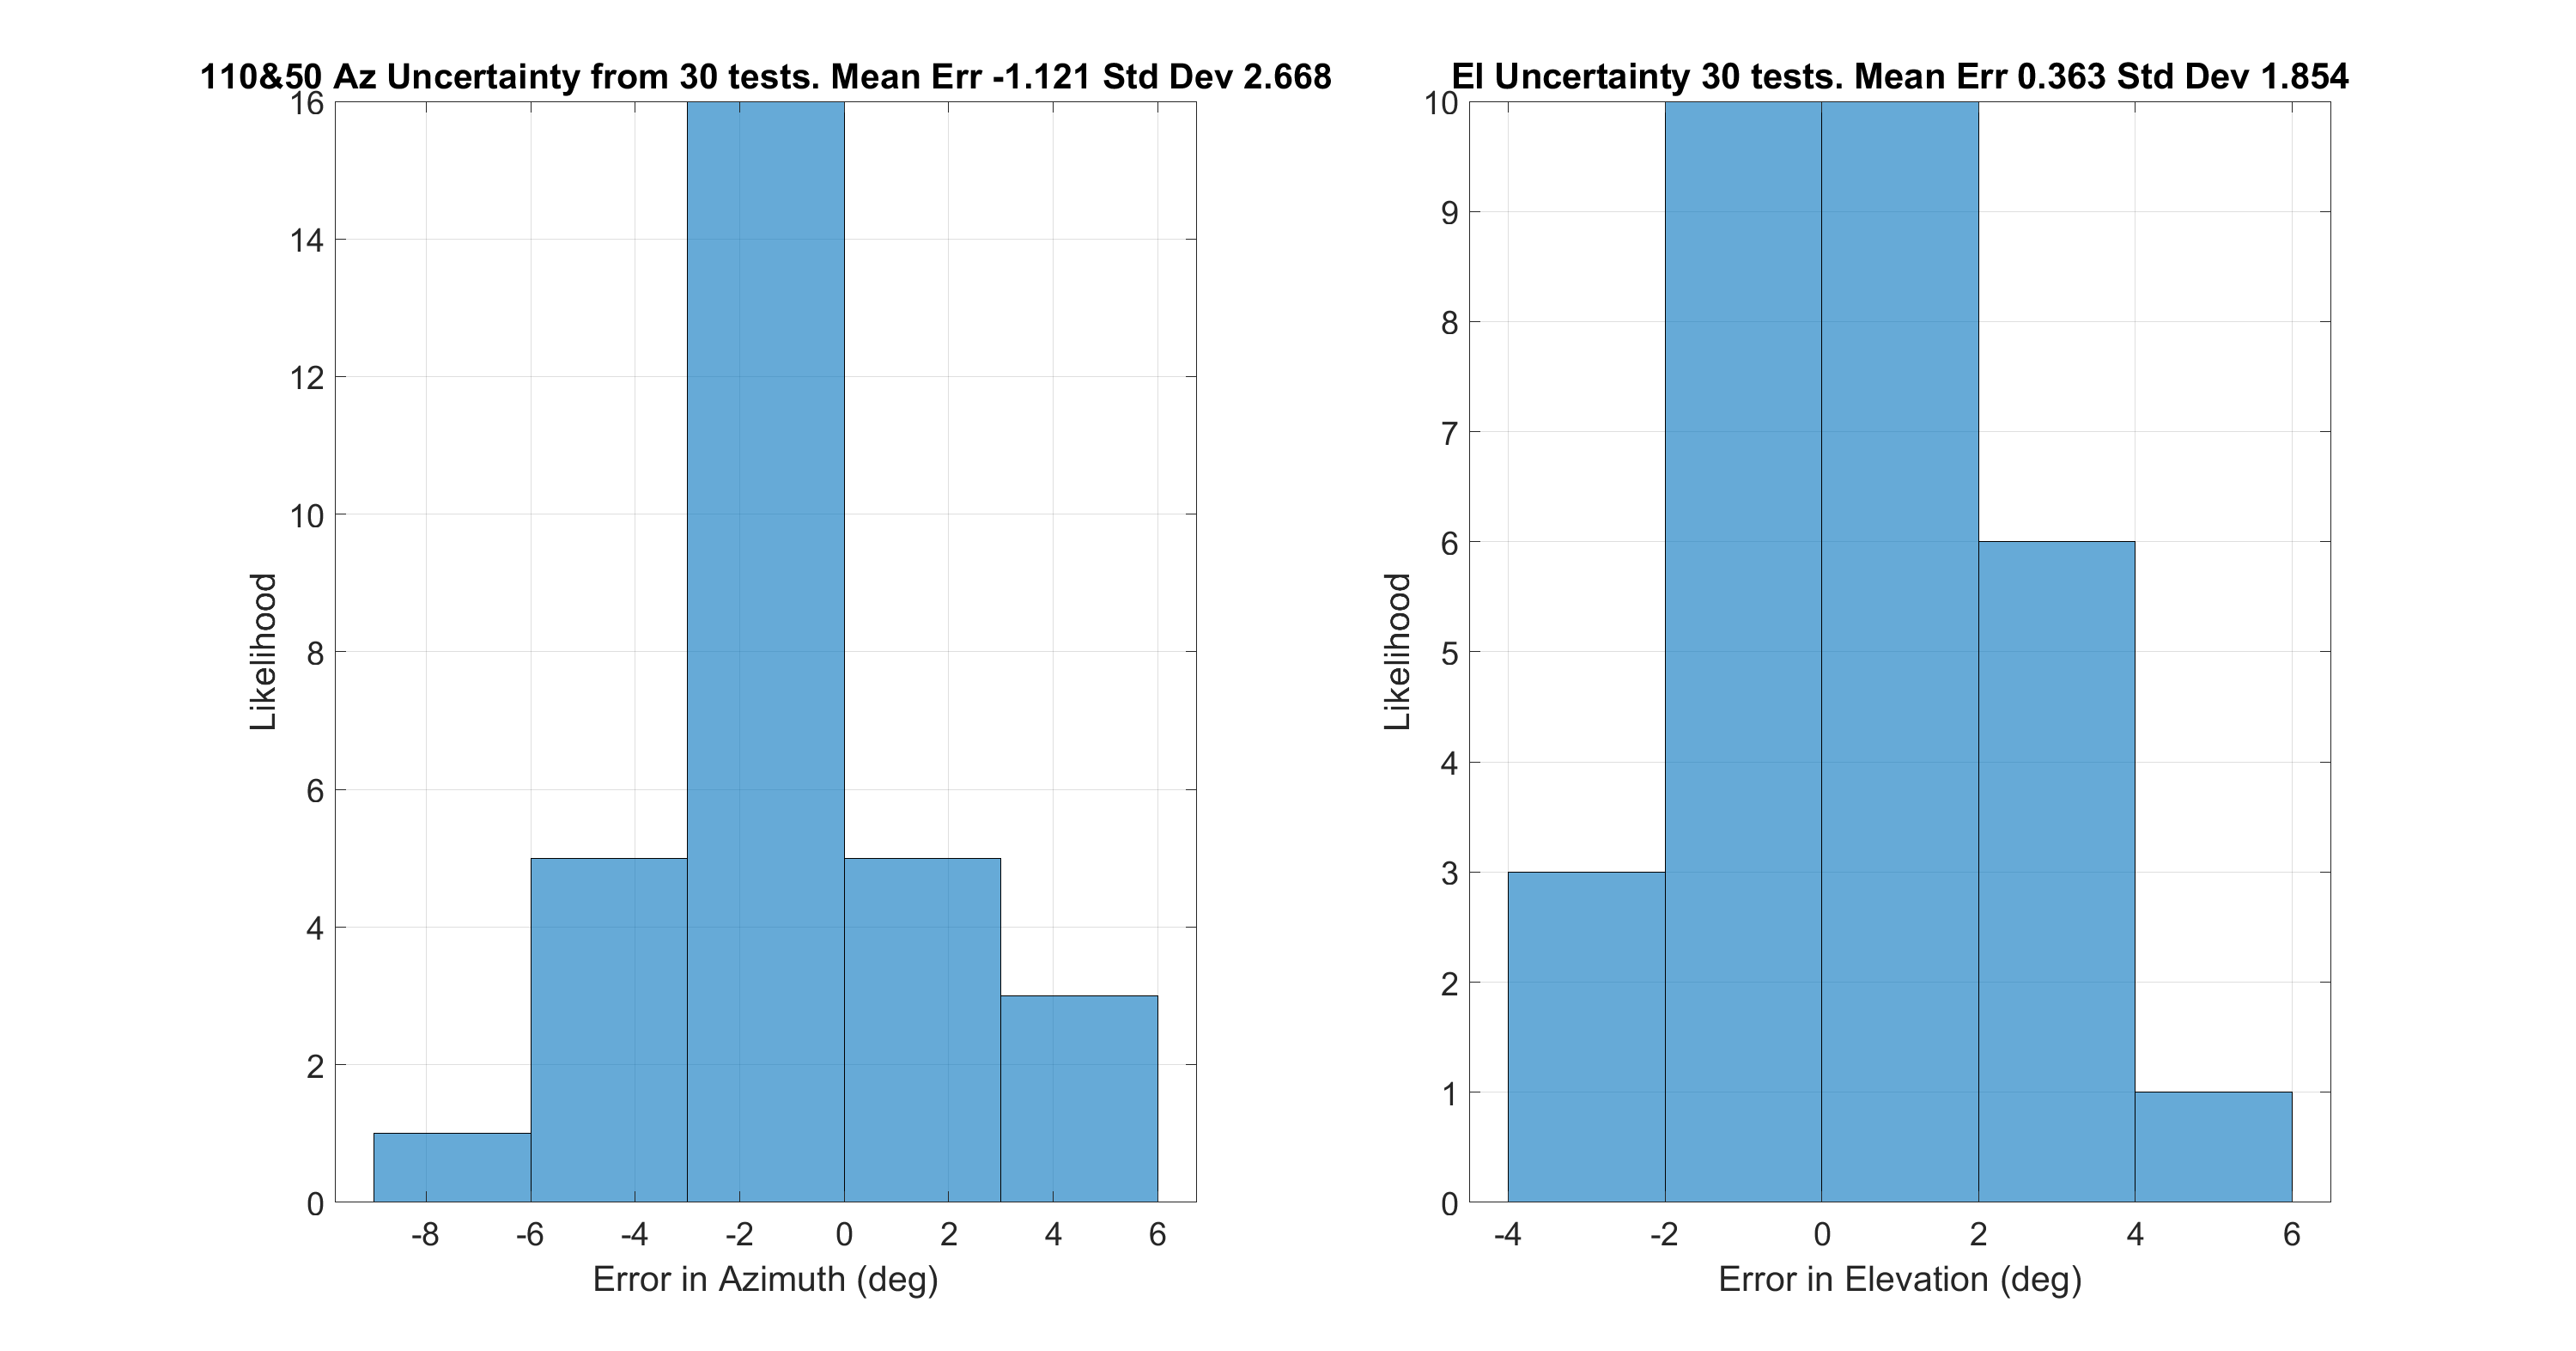 110&50 Az Uncertainty from 30 tests. Mean Err -1.121 Std Dev 2.668
16
14
12
10
8
6
4
2
0
Likelihood
-8 -6 -4 -2 0 2 4 6
Error in Azimuth (deg)
El Uncertainty 30 tests. Mean Err 0.363 Std Dev 1.854
10
9
8
7
6
5
4
3
2
1
0
Likelihood
-4 -2 0 2 4 6
Error in Elevation (deg)